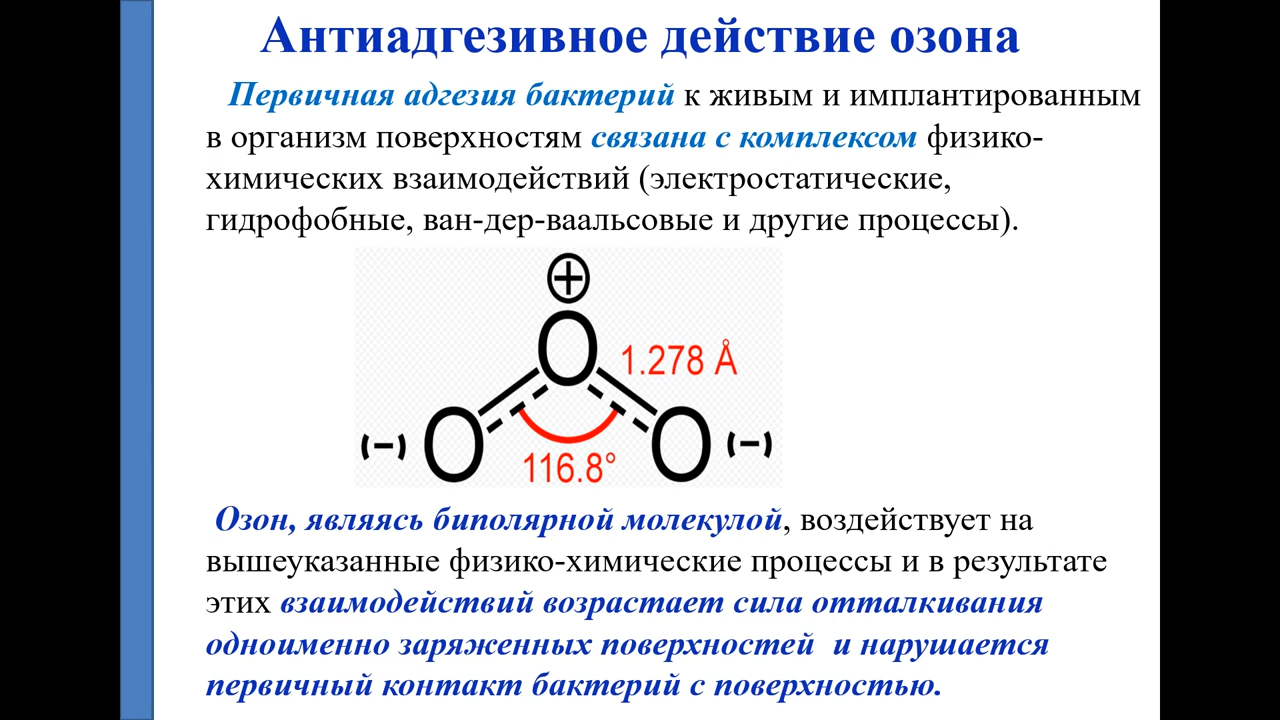 Антиадгезивное действие озона
Первичная адгезия бактерий к живым и имплантированным
в организм поверхностям связана с комплексом физико-
химических взаимодействий (электростатические,
гидрофобные, ван-дер-ваальсовые и другие процессы).
+
O
1.278 Å
(−) O O (−)
116.8°
Озон, являясь биполярной молекулой, воздействует на
вышеуказанные физико-химические процессы и в результате
этих взаимодействий возрастает сила отталкивания
одноименно заряженных поверхностей и нарушается
первичный контакт бактерий с поверхностью.